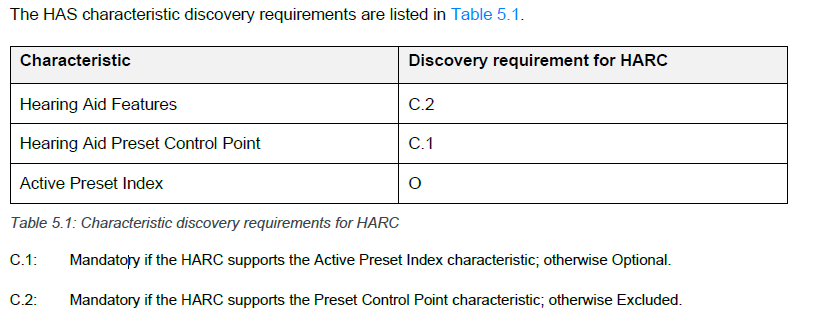 The HAS characteristic discovery requirements are listed in Table 5.1.
Characteristic Discovery requirement for HARC
Hearing Aid Features C.2
Hearing Aid Preset Control Point C.1
Active Preset Index O
Table 5.1: Characteristic discovery requirements for HARC
C.1: Mandatory if the HARC supports the Active Preset Index characteristic; otherwise Optional.
C.2: Mandatory if the HARC supports the Preset Control Point characteristic; otherwise Excluded.